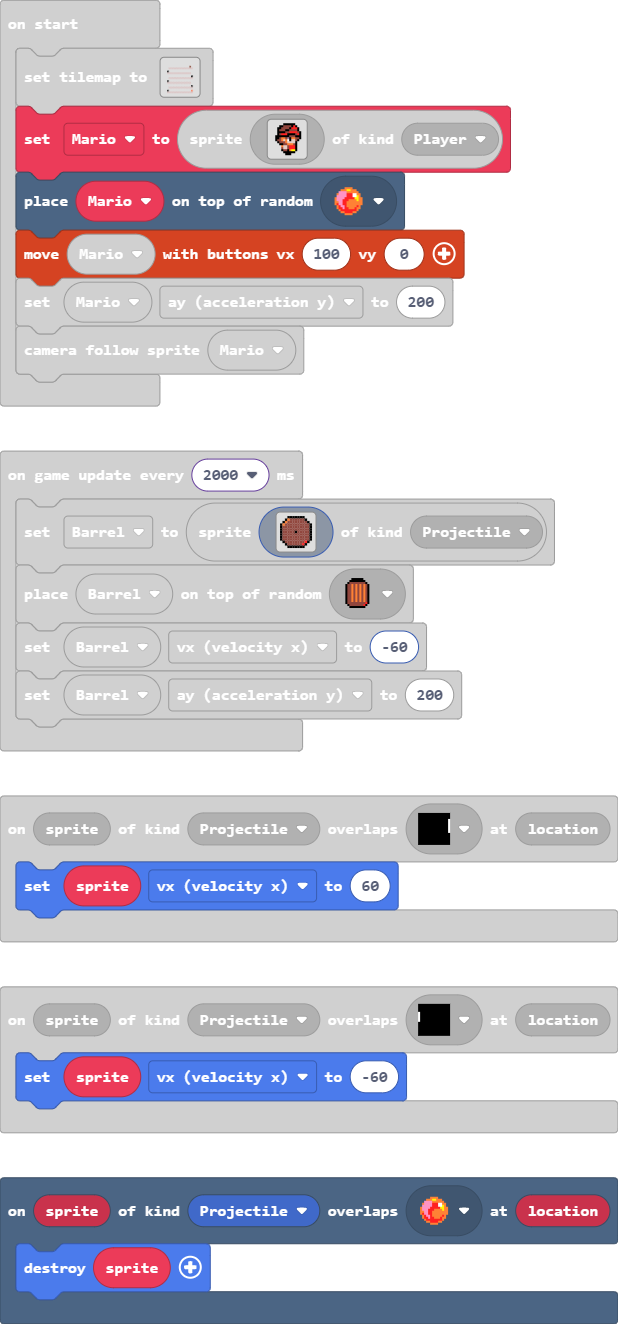 on start
set tilemap to
set Mario to sprite of kind Player
place Mario on top of random
move Mario with buttons vx 100 vy 0
set Mario ay (acceleration y) to 200
camera follow sprite Mario
on game update every 2000 ms
set Barrel to sprite of kind Projectile
place Barrel on top of random
set Barrel vx (velocity x) to -60
set Barrel ay (acceleration y) to 200
on sprite of kind Projectile overlaps at location
set sprite vx (velocity x) to 60
on sprite of kind Projectile overlaps at location
set sprite vx (velocity x) to -60
on sprite of kind Projectile overlaps at location
destroy sprite